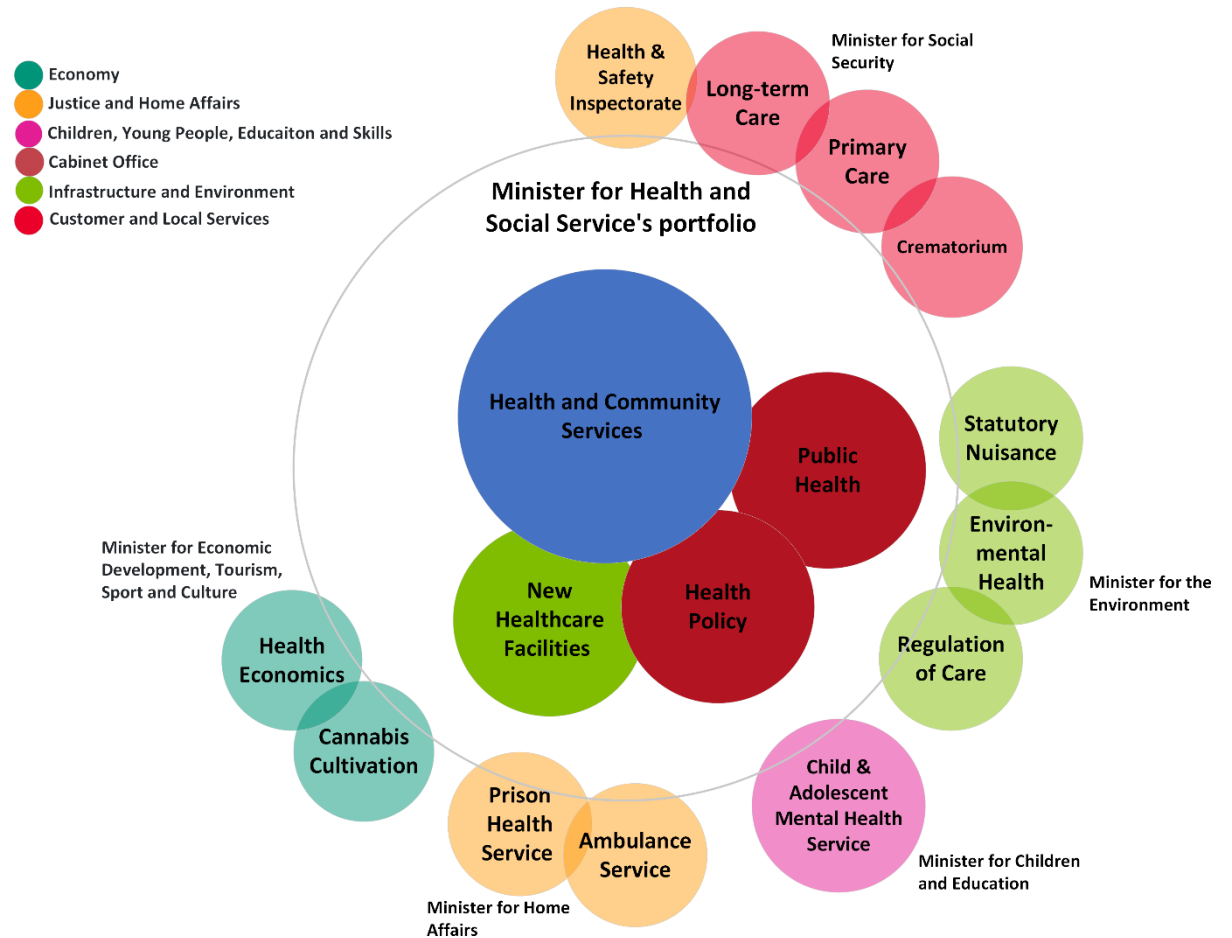 Economy
Justice and Home Affairs
Children, Young People, Educaiton and Skills
Cabinet Office
Infrastructure and Environment
Customer and Local Services
Health &
Safety
Inspectorate
Long-term
Care
Minister for Social
Security
Primary
Care
Crematorium
Minister for Health and
Social Service's portfolio
Health and Community
Services
Public
Health
Statutory
Nuisance
Environ-
mental
Health
Minister for the
Environment
Regulation
of Care
New
Healthcare
Facilities
Health
Policy
Minister for Economic
Development, Tourism,
Sport and Culture
Health
Economics
Cannabis
Cultivation
Prison
Health
Service
Ambulance
Service
Minister for Home
Affairs
Child &
Adolescent
Mental Health
Service
Minister for Children
and Education